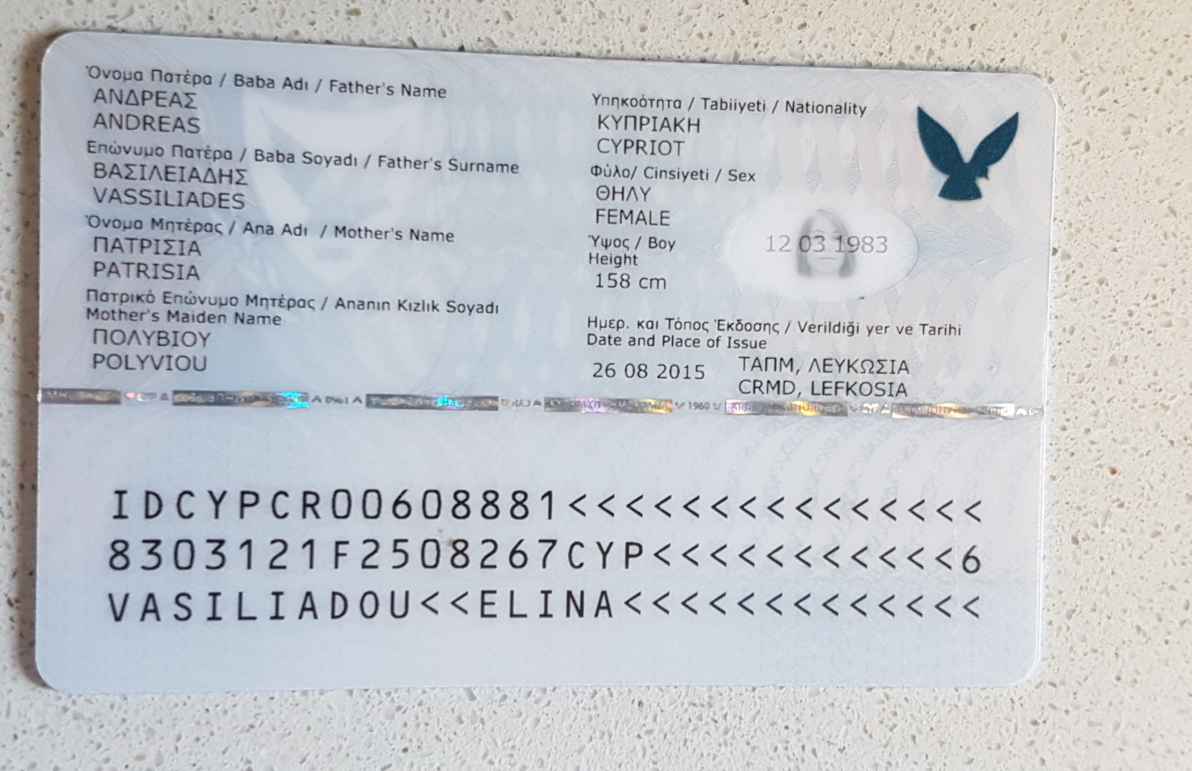 Όνομα Πατέρα / Baba Adı / Father's Name
ΑΝΔΡΕΑΣ
ANDREAS
Επώνυμο Πατέρα / Baba Soyadı / Father's Surname
ΒΑΣΙΛΕΙΑΔΗΣ
VASSILIADES
Όνομα Μητέρας / Ana Adı / Mother's Name
ΠΑΤΡΙΣΙΑ
PATRISIA
Πατρικό Επώνυμο Μητέρας / Ananın Kızlık Soyadı
Mother's Maiden Name
ΠΟΛΥΒΙΟΥ
POLYVIOU
Υπηκοότητα / Tabiiyeti / Nationality
ΚΥΠΡΙΑΚΗ
CYPRIOT
Φύλο/ Cinsiyeti / Sex
ΘΗΛΥ
FEMALE
Ύψος / Boy
Height
158 cm
12 03 1983
Ημερ. και Τόπος Έκδοσης / Verildiği yer ve Tarihi
Date and Place of Issue
26 08 2015 ΤΑΠΜ, ΛΕΥΚΩΣΙΑ
CRMD, LEFKOSIA
1960
IDCYPCR00608881<<<<<<<<<<<<<<<
8303121F2508267CYP<<<<<<<<<<<6
VASILIADOU<<ELINA<<<<<<<<<<<<<